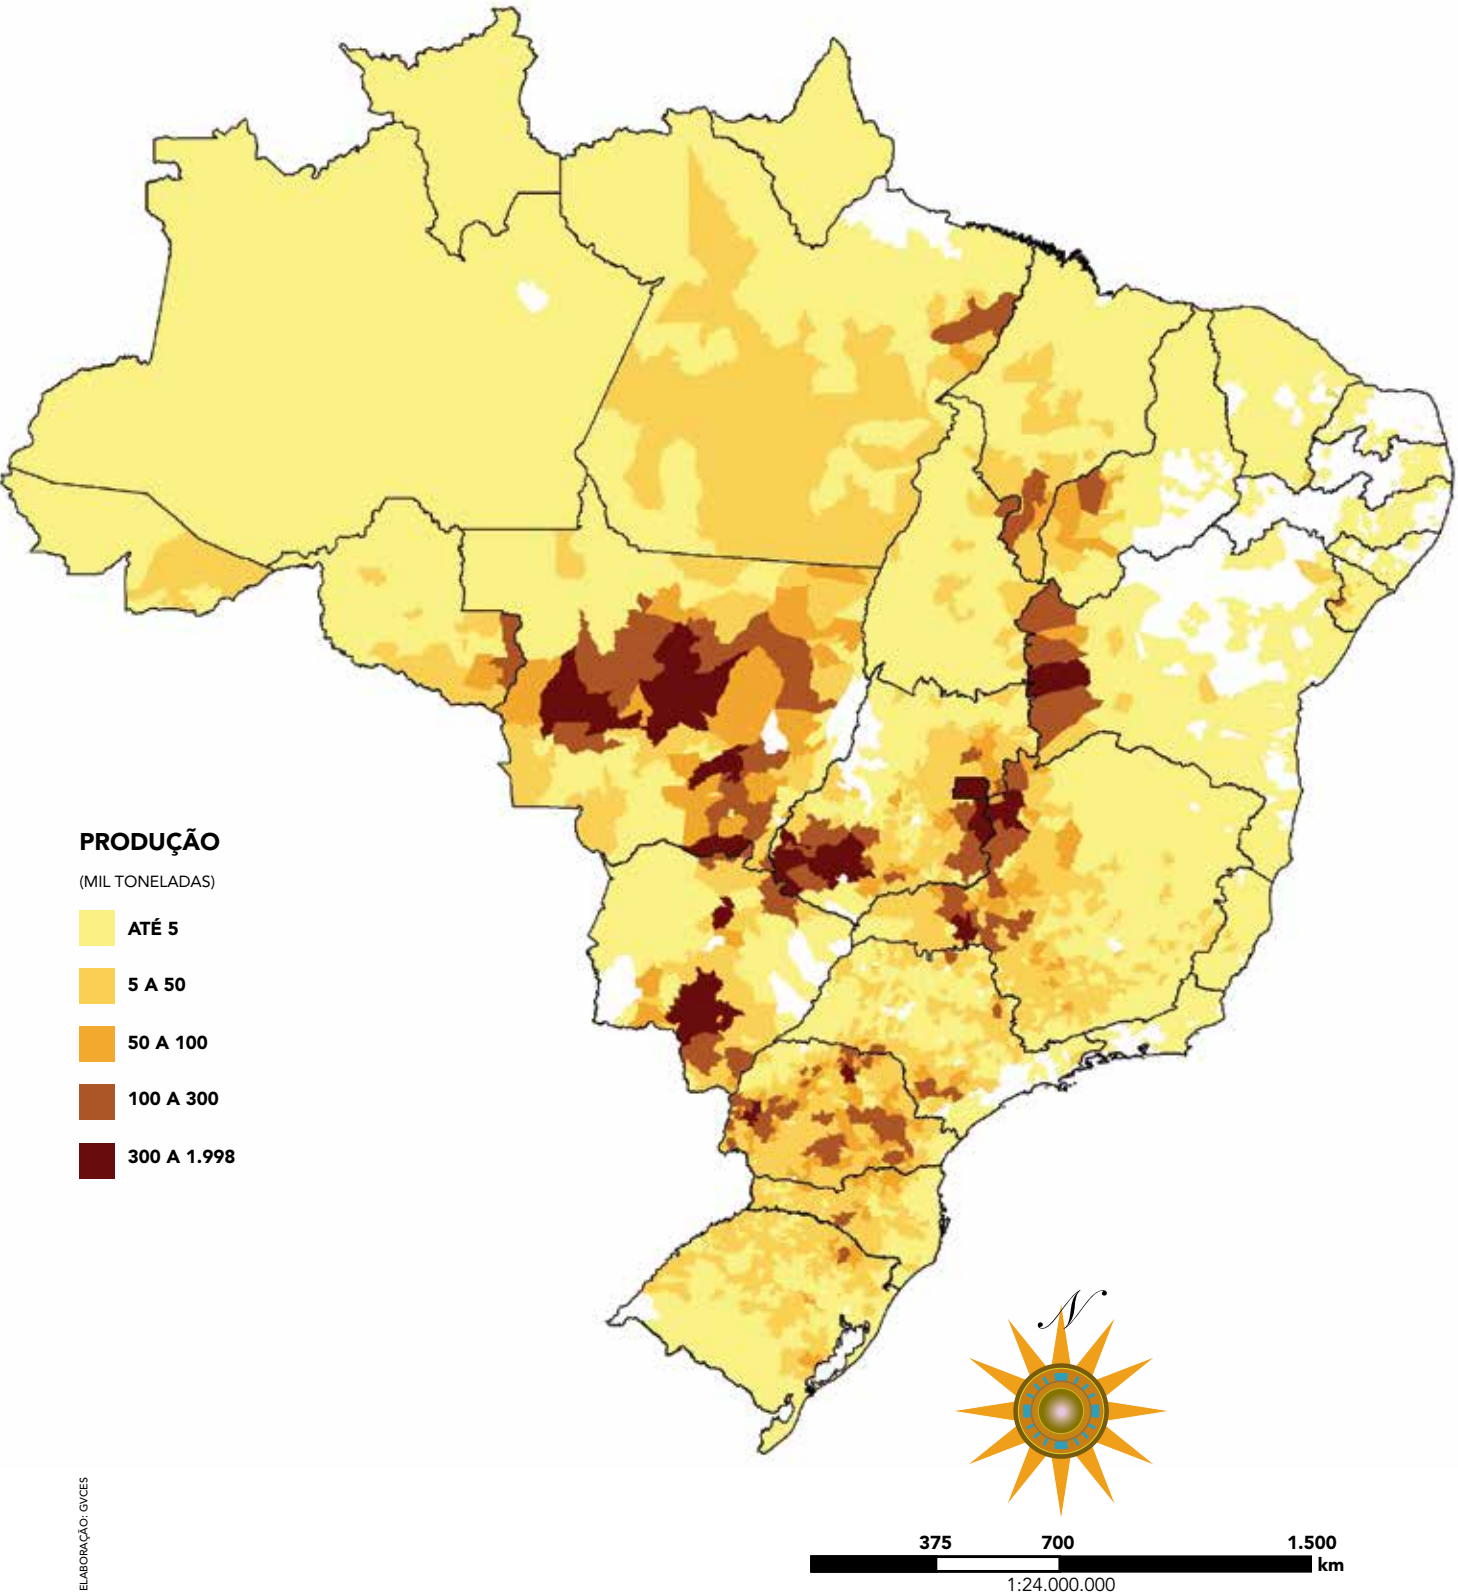 N
PRODUÇÃO
(MIL TONELADAS)
ATÉ 5
5 A 50
50 A 100
100 A 300
300 A 1.998
ELABORAÇÃO: GVCES
375 700 1.500
km
1:24.000.000